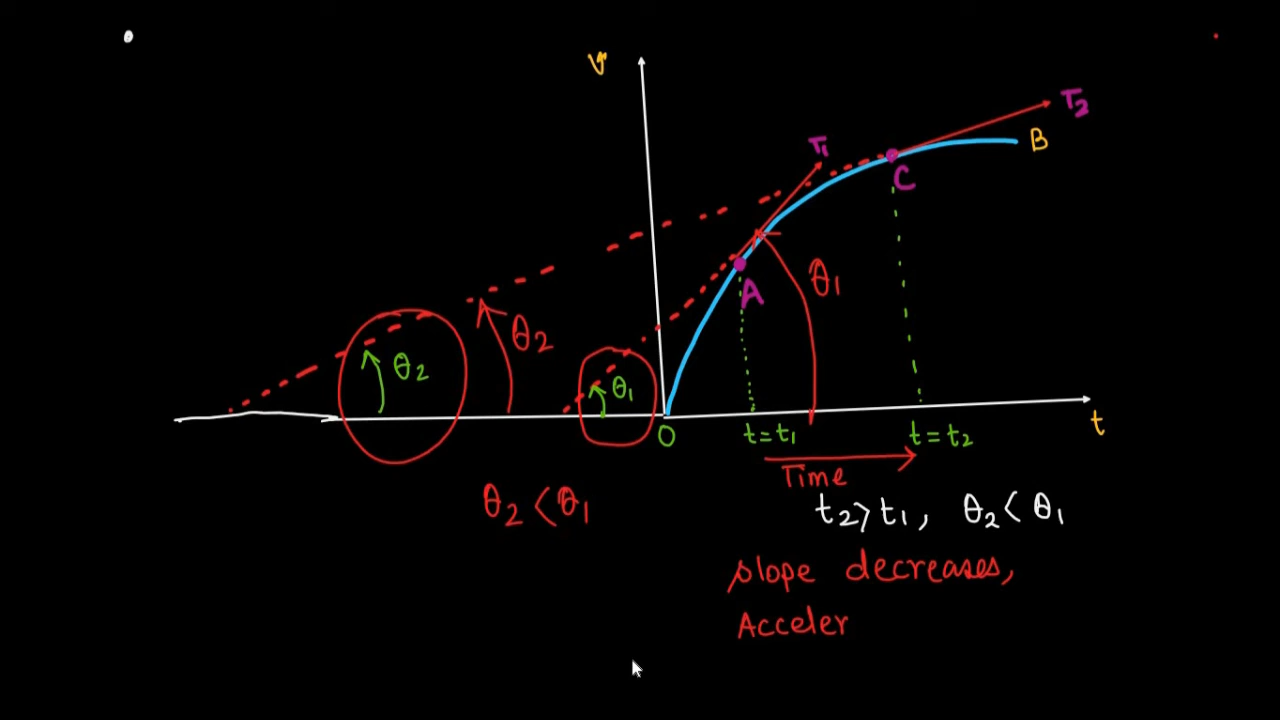 v
T₂
B
T₁
C
A
θ₁
θ₂
θ₂
θ₁
O
t=t₁
t=t₂
t
Time
θ₂<θ₁
t₂>t₁, θ₂<θ₁
slope decreases,
Acceler